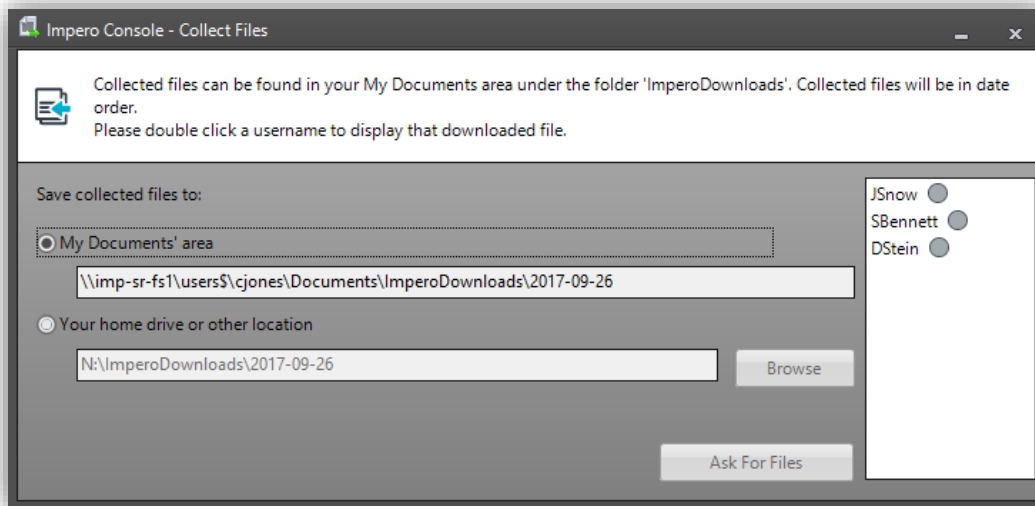 Impero Console - Collect Files
Collected files can be found in your My Documents area under the folder 'ImperoDownloads'. Collected files will be in date
order.
Please double click a username to display that downloaded file.
Save collected files to:
My Documents' area
\\imp-sr-fs1\users$\cjones\Documents\ImperoDownloads\2017-09-26
Your home drive or other location
N:\ImperoDownloads\2017-09-26
Browse
Ask For Files
JSnow
SBennett
DStein